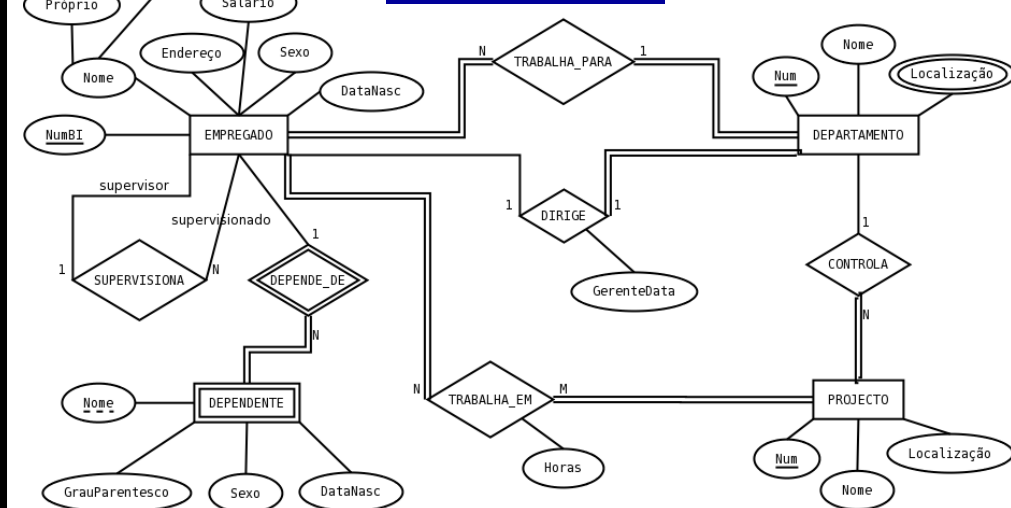 Próprio
Salário
Endereço
Sexo
Nome
DataNasc
NumBI
EMPREGADO
N
TRABALHA_PARA
1
Num
Nome
Localização
DEPARTAMENTO
supervisor
supervisionado
1
SUPERVISIONA
N
1
DEPENDE_DE
N
1
DIRIGE
1
GerenteData
1
CONTROLA
N
Nome
DEPENDENTE
GrauParentesco
Sexo
DataNasc
N
TRABALHA_EM
M
Horas
PROJECTO
Num
Nome
Localização